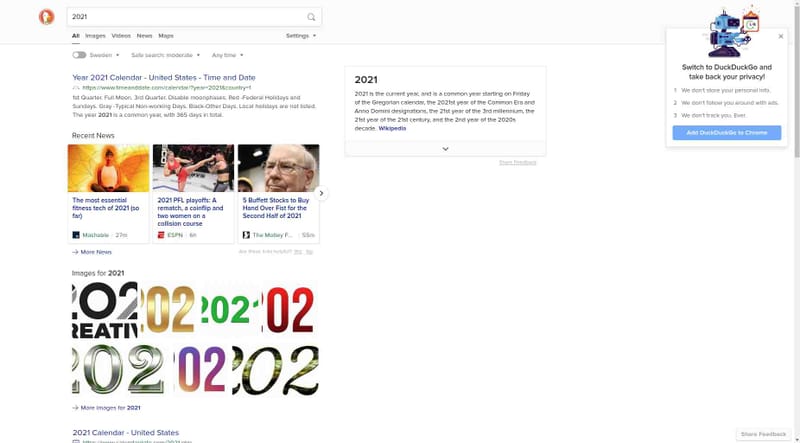 2021
All Images Videos News Maps Settings
Sweden Safe search: moderate Any time
Year 2021 Calendar - United States - Time and Date
https://www.timeanddate.com/calendar/?year=2021&country=1
1st Quarter. Full Moon. 3rd Quarter. Disable moonphases. Red -Federal Holidays and
Sundays. Gray -Typical Non-working Days. Black-Other Days. Local holidays are not listed.
The year 2021 is a common year, with 365 days in total.
Recent News
The most essential
fitness tech of 2021 (so
far)
Mashable 27m
2021 PFL playoffs: A
rematch, a coinflip and
two women on a
collision course
ESPN 6h
5 Buffett Stocks to Buy
Hand Over Fist for the
Second Half of 2021
The Motley F... 55m
More News
Are these links helpful? Yes No
Images for 2021
202
REATIV
202
2021
202
202
202
202
More Images for 2021
2021 Calendar - United States
2021
2021 is the current year, and is a common year starting on Friday
of the Gregorian calendar, the 2021st year of the Common Era and
Anno Domini designations, the 21st year of the 3rd millennium, the
21st year of the 21st century, and the 2nd year of the 2020s
decade. Wikipedia
Share Feedback
Switch to DuckDuckGo and
take back your privacy!
1 We don't store your personal info.
2 We don't follow you around with ads.
3 We don't track you. Ever.
Add DuckDuckGo to Chrome
Share Feedback